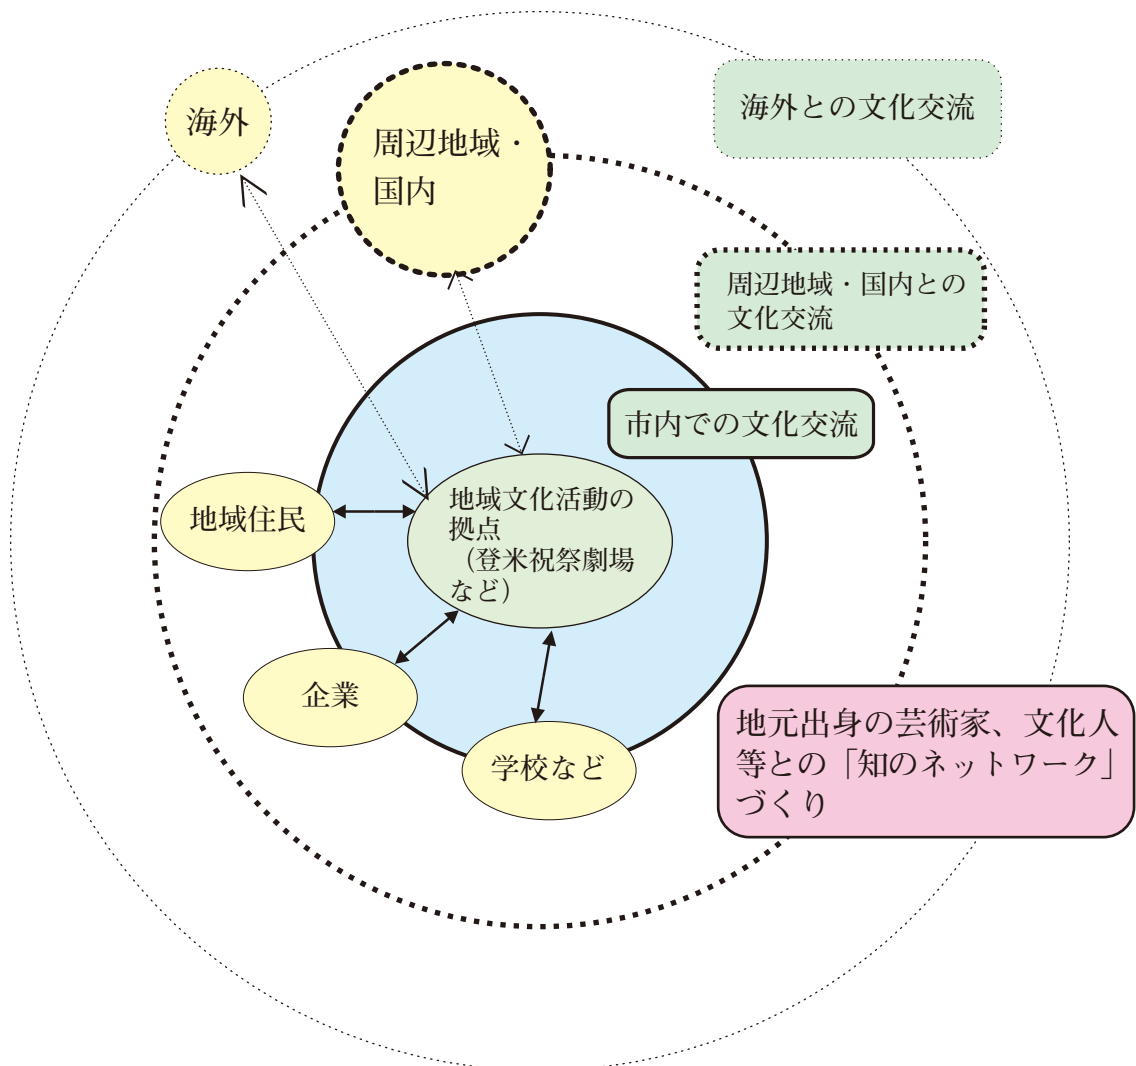 海外
周辺地域・
国内
海外との文化交流
周辺地域・国内との
文化交流
市内での文化交流
地域文化活動の
拠点
（登米祝祭劇場
など）
地域住民
企業
学校など
地元出身の芸術家、文化人
等との「知のネットワーク」
づくり